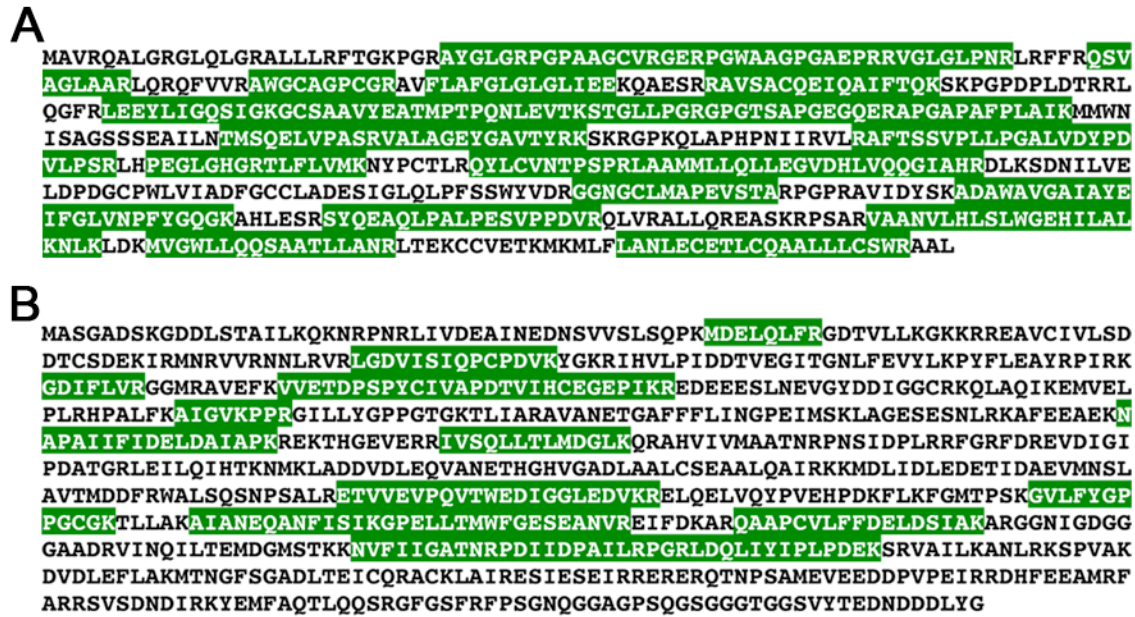 A
MAVRQALGRGLQLGRALLLRFTGKPGRAYGLGRPGPAAGCVRGERPGWAAGPGAEPRRVGLGLPNRLRFFRQSV
AGLAARLQRQFVVRAWGCAGPCGRAVFLAFGLGLGLIEEKQAESRRAVSACQEIQAIFTQKSKPGPDPLDTRRL
QGFRLEEYLIGQSIGKGCSAAVYEATMPTPQNLEVTKSTGLLPGRGPGTSAPGEGQERAPGAPAFPLAIKMMWN
ISAGSSSEAILNTMSQELVPASRVALAGEYGAVTYRKSKRGPKQLAPHPNIIRVLRAFTSSVPLLPGALVDYPD
VLPSRLHPEGLGHGRTLFLVMKNYPCTLRQYLCVNTPSPRLAAMMLLQLLEGVDHLVQQGIAHRDLKSDNILVE
LDPDGCPWLVIADFGCCLADESIGLQLPFSSWYVDRGGNGCLMAPEVSTARPGPRAVIDYSKADAWAVGAIAYE
IFGLVNPFYGQGKAHLESRSYQEAQLPALPESVPPDVRQLVRALLQREASKRPSARVAANVLHLSLWGEHILAL
KNLKLDKMVGWLLQQSAATLLANRLTEKCCVETKMKMLFLANLECETLCQAALLLCSWRAAL
B
MASGADSKGDDLSTAILKQKNRPNRLIVDEAINEDNSVVSLSQPKMDELQLFRGDTVLLKGKKRREAVCIVLSD
DTCSDEKIRMNRVVRNNLRVRLGDVISIQPCPDVKYGKRIHVLPIDDTVEGITGNLFEVYLKPYFLEAYRPIRK
GDIFLVRGGMRAVEFKVVETDPSPYCIVAPDTVIHCEGEPIKREDEEESLNEVGYDDIGGCRKQLAQIKEMVEL
PLRHPALFKAIGVKPPRGILLYGPPGTGKTLIARAVANETGAFFFLINGPEIMSKLAGESESNLRKAFEEAEKN
APAIIFIDELDAIAPKREKTHGEVERRIVSQLLTLMDGLKQRAHVIVMAATNRPNSIDPLRRFGRFDREVDIGI
PDATGRLEILQIHTKNMKLADDVDLEQVANETHGHVGADLAALCSEAALQAIRKKMDLIDLEDETIDAEVMNSL
AVTMDDFRWALSQSNPSALRETVVEVPQVTWEDIGGLEDVKRELQELVQYPVEHPDKFLKFGMTPSKGVLFYGP
PGCGKTLLAKAIANEQANFISIKGPELLTMWFGESEANVREIFDKARQAAPCVLFFDELDSIAKARGGNIGDGG
GAADRVINQILTEMDGMSTKKNVFIIGATNRPDIIDPAILRPGRLDQLIYIPLPDEKSRVAILKANLRKSPVAK
DVDLEFLAKMTNGFSGADLTEICQRACKLAIRESIESEIRRERERQTNPSAMEVEEDDPVPEIRRDHFEEAMRF
ARRSVSDNDIRKYEMFAQTLQQSRGFGSFRFPSGNQGGAGPSQGSGGGTGGSVYTEDNDDDLYG